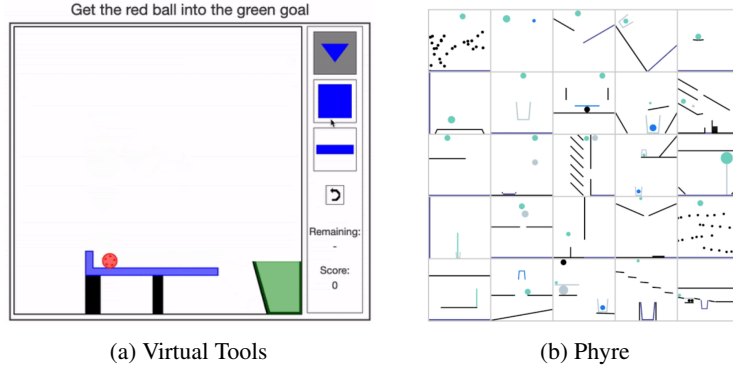 Get the red ball into the green goal
Remaining:
-
Score:
0
(a) Virtual Tools
(b) Phyre